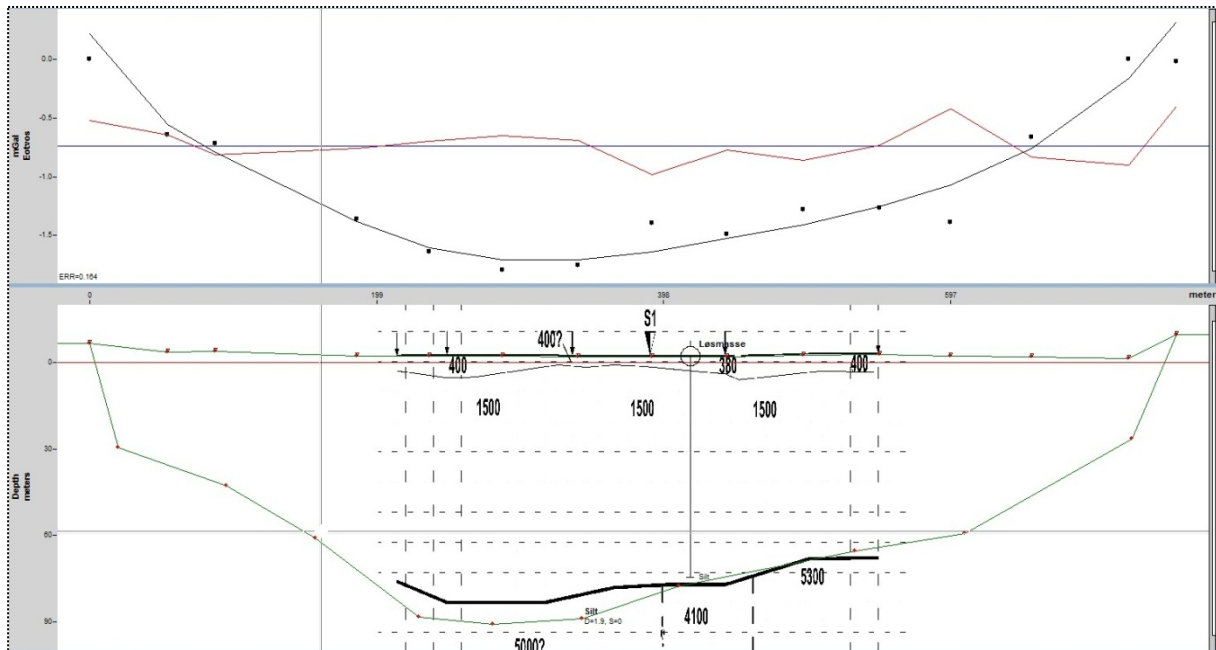 0.0-
-0.5-
mGal
Eotvos
-1.0-
-1.5-
ERR=0.164
0 199 398 597 meter
S1
400?
Løsmasse
0
400 380 400
1500 1500 1500
30
Depth
meters
60
Silt
5300
Silt
D=1.9, S=0
4100
90
5000?